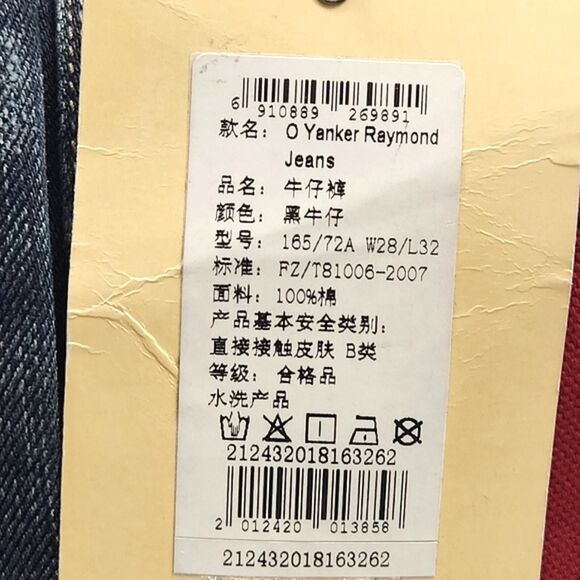 6 910889 269891
款名： O Yanker Raymond
Jeans
品名： 牛仔裤
颜色： 黑牛仔
型号： 165/72A W28/L32
标准： FZ/T81006-2007
面料： 100%棉
产品基本安全类别：
直接接触皮肤 B类
等级： 合格品
水洗产品
212432018163262
2 012420 013858
212432018163262